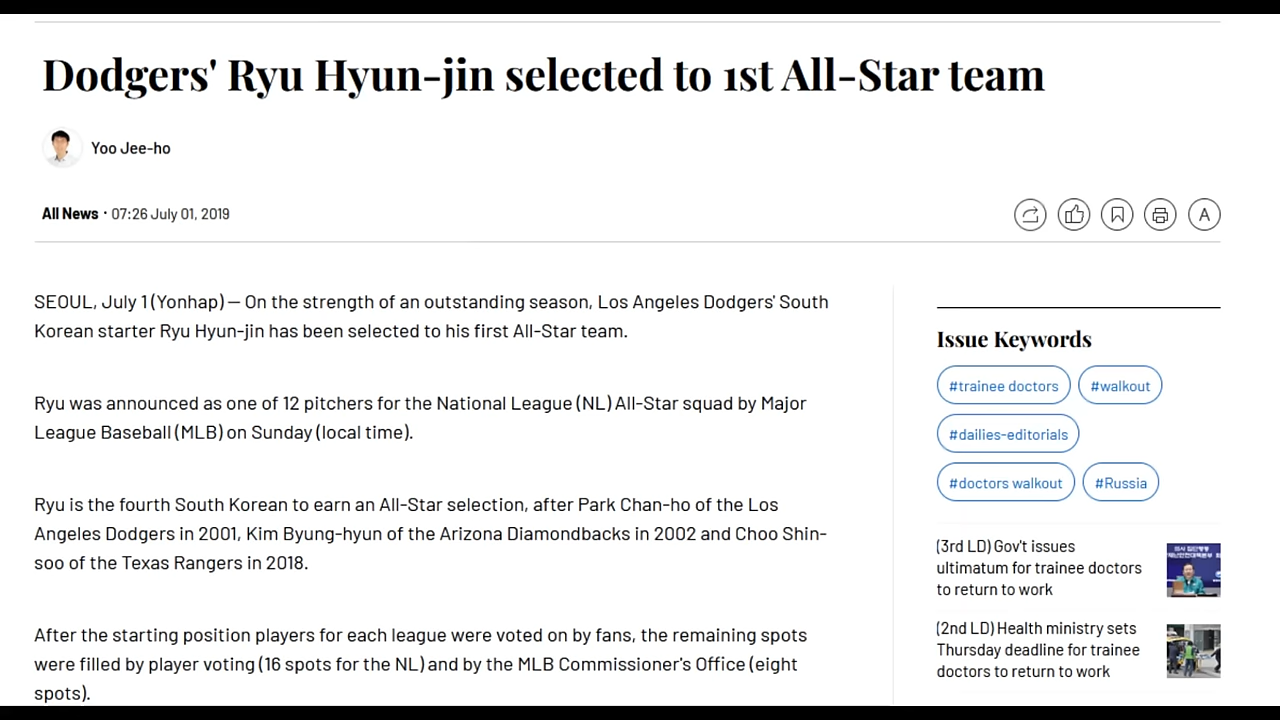 Dodgers' Ryu Hyun-jin selected to 1st All-Star team
Yoo Jee-ho
All News · 07:26 July 01, 2019
A
SEOUL, July 1 (Yonhap) — On the strength of an outstanding season, Los Angeles Dodgers' South
Korean starter Ryu Hyun-jin has been selected to his first All-Star team.
Ryu was announced as one of 12 pitchers for the National League (NL) All-Star squad by Major
League Baseball (MLB) on Sunday (local time).
Ryu is the fourth South Korean to earn an All-Star selection, after Park Chan-ho of the Los
Angeles Dodgers in 2001, Kim Byung-hyun of the Arizona Diamondbacks in 2002 and Choo Shin-
soo of the Texas Rangers in 2018.
After the starting position players for each league were voted on by fans, the remaining spots
were filled by player voting (16 spots for the NL) and by the MLB Commissioner's Office (eight
spots).
Issue Keywords
#trainee doctors #walkout
#dailies-editorials
#doctors walkout #Russia
(3rd LD) Gov't issues
ultimatum for trainee doctors
to return to work
(2nd LD) Health ministry sets
Thursday deadline for trainee
doctors to return to work